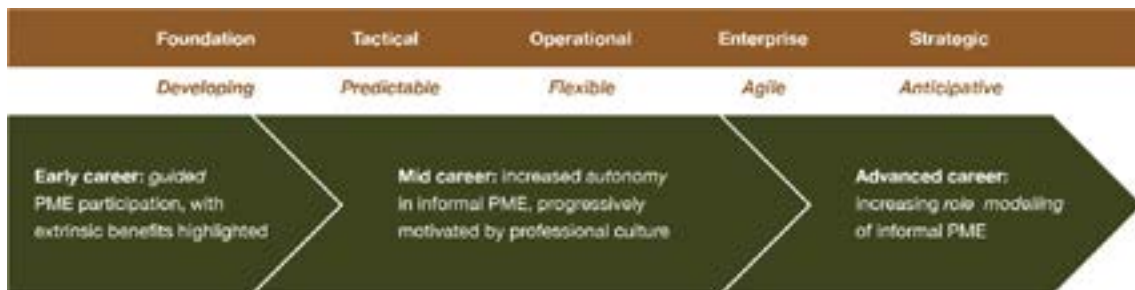 Foundation Tactical Operational Enterprise Strategic
Developing Predictable Flexible Agile Anticipative
Early career: guided
PME participation, with
extrinsic benefits highlighted
Mid career: increased autonomy
in informal PME, progressively
motivated by professional culture
Advanced career:
increasing role modelling
of informal PME